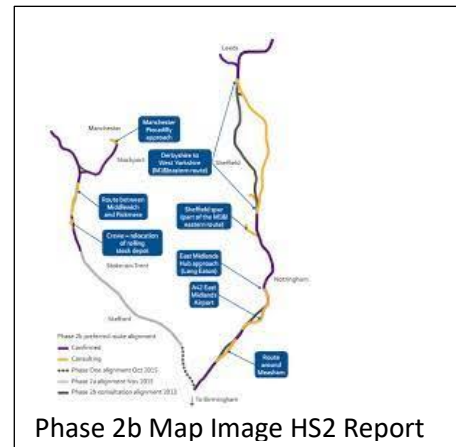 Leeds
Manchester
Manchester
Piccadilly
approach
Stockport
Derbyshire to
West Yorkshire
(M18/eastern route)
Sheffield
Route between
Middlewich
and Pickmere
Sheffield spur
(part of the M18/
eastern route)
Crewe – relocation
of rolling
stock depot
Stoke-on-Trent
East Midlands
Hub approach
(Long Eaton)
Nottingham
A42 East
Midlands
Airport
Stafford
Phase 2b preferred route alignment
Confirmed
Consulting
Phase One alignment Oct 2015
Phase 2a alignment Nov 2015
Phase 2b consultation alignment 2013
Route
around
Measham
To Birmingham
Phase 2b Map Image HS2 Report